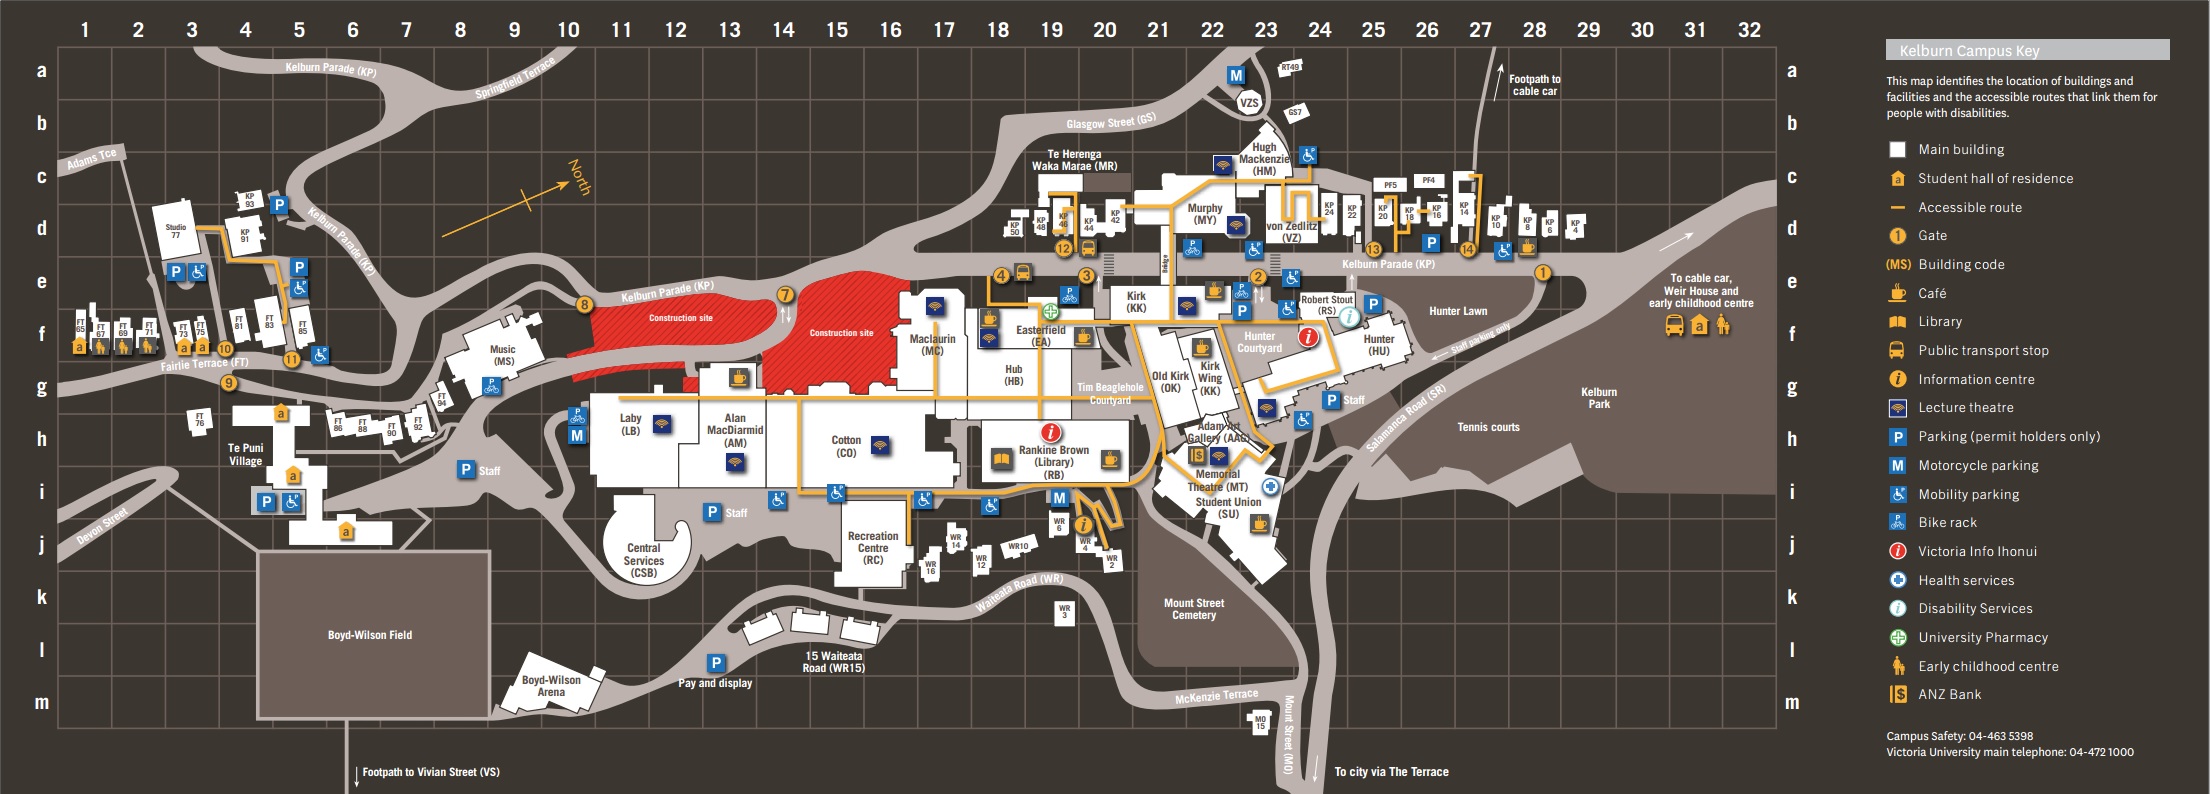 1 2 3 4 5 6 7 8 9 10 11 12 13 14 15 16 17 18 19 20 21 22 23 24 25 26 27 28 29 30 31 32
a
b
c
d
e
f
g
h
i
j
k
l
m
a
b
c
d
e
f
g
h
i
j
k
l
m
Kelburn Parade (KP)
Springfield Terrace
Adams Tce
North
Kelburn Parade (KP)
KP
93
P
Studio
77
KP
91
P
P
FT
65
FT
67
FT
69
FT
71
FT
73
FT
75
FT
81
FT
83
FT
85
a
a
a
10
11
9
Fairlie Terrace (FT)
FT
76
a
Te Puni
Village
a
P
a
FT
86
FT
88
FT
90
FT
92
FT
94
Music
(MS)
P
Staff
Devon Street
Boyd-Wilson Field
Footpath to Vivian Street (VS)
Boyd-Wilson
Arena
8
Kelburn Parade (KP)
7
Construction site
Construction site
M
Laby
(LB)
Alan
MacDiarmid
(AM)
Cotton
(CO)
Maclaurin
(MC)
Hub
(HB)
Easterfield
(EA)
Rankine Brown
(Library)
(RB)
Tim Beaglehole
Courtyard
P
Staff
Central
Services
(CSB)
Recreation
Centre
(RC)
WR
16
WR
14
WR
12
WR10
WR
6
WR
4
WR
2
M
Waiteata Road (WR)
WR
3
15 Waiteata
Road (WR15)
P
Pay and display
Glasgow Street (GS)
M
VZS
RT49
GS7
Te Herenga
Waka Marae (MR)
Hugh
Mackenzie
(HM)
KP
50
KP
48
KP
46
KP
44
KP
42
12
4
3
Murphy
(MY)
von Zedlitz
(VZ)
KP
24
KP
22
PF5
PF4
KP
20
KP
18
KP
16
KP
14
KP
10
KP
8
KP
6
KP
4
13
P
14
Bridge
Kelburn Parade (KP)
2
1
Kirk
(KK)
P
Robert Stout
(RS)
P
Hunter Lawn
Hunter
Courtyard
Hunter
(HU)
Staff parking only
Old Kirk
(OK)
Kirk
Wing
(KK)
P
Staff
Adam Art
Gallery (AAG)
Memorial
Theatre (MT)
Student Union
(SU)
Salamanca Road (SR)
Tennis courts
Kelburn
Park
Mount Street
Cemetery
McKenzie Terrace
MO
15
Mount Street (MO)
To city via The Terrace
Footpath to
cable car
To cable car,
Weir House and
early childhood centre
a
Kelburn Campus Key
This map identifies the location of buildings and
facilities and the accessible routes that link them for
people with disabilities.
Main building
a Student hall of residence
Accessible route
1 Gate
(MS) Building code
Café
Library
Public transport stop
i Information centre
Lecture theatre
P Parking (permit holders only)
M Motorcycle parking
Mobility parking
P Bike rack
i Victoria Info Ihonui
Health services
i Disability Services
University Pharmacy
Early childhood centre
$ ANZ Bank
Campus Safety: 04-463 5398
Victoria University main telephone: 04-472 1000